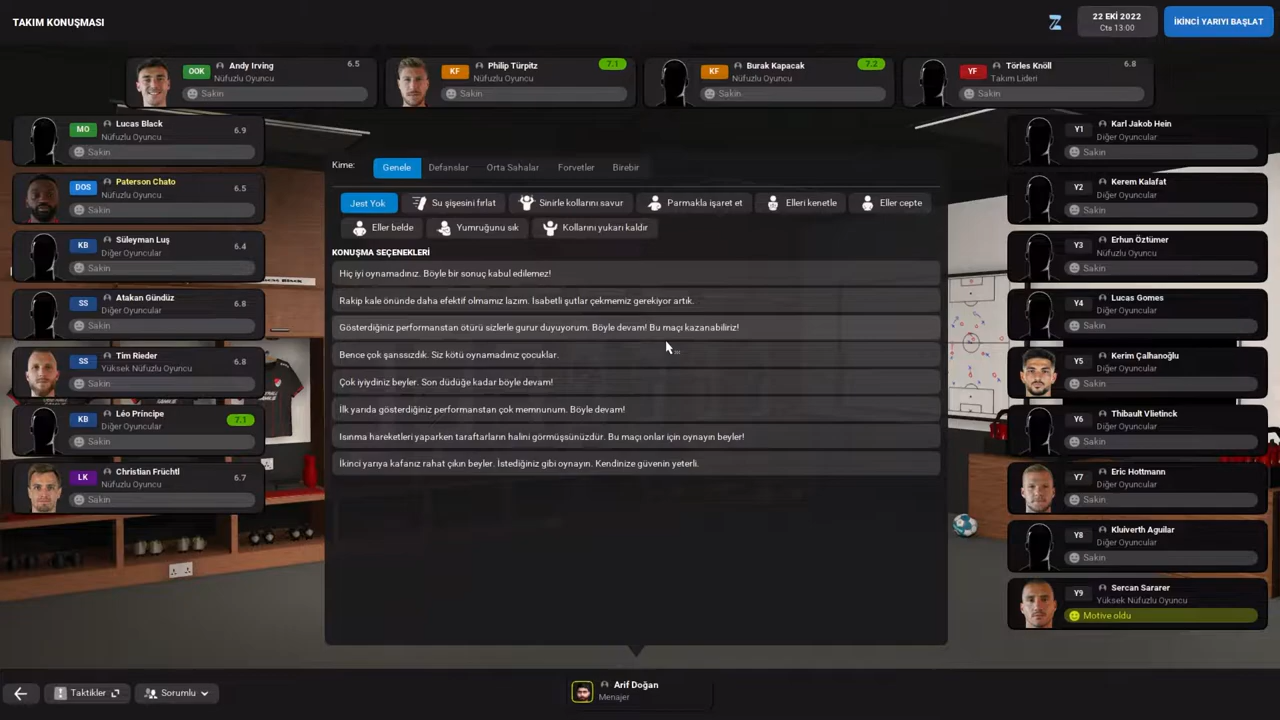 TAKIM KONUŞMASI
22 EKİ 2022
Cts 13:00
İKİNCİ YARIYI BAŞLAT
OOK
Andy Irving
6.5
Nüfuzlu Oyuncu
Sakin
KF
Philip Türpitz
7.1
Nüfuzlu Oyuncu
Sakin
KF
Burak Kapacak
7.2
Nüfuzlu Oyuncu
Sakin
YF
Törles Knöll
6.8
Takım Lideri
Sakin
MO
Lucas Black
6.9
Nüfuzlu Oyuncu
Sakin
DOS
Paterson Chato
6.5
Nüfuzlu Oyuncu
Sakin
KB
Süleyman Luş
6.4
Diğer Oyuncular
Sakin
SS
Atakan Gündüz
6.8
Diğer Oyuncular
Sakin
SS
Tim Rieder
6.8
Yüksek Nüfuzlu Oyuncu
Sakin
KB
Léo Príncipe
7.1
Diğer Oyuncular
Sakin
LK
Christian Früchtl
6.7
Nüfuzlu Oyuncu
Sakin
Kime:
Genele
Defanslar
Orta Sahalar
Forvetler
Birebir
Jest Yok
Su şişesini fırlat
Sinirle kollarını savur
Parmakla işaret et
Elleri kenetle
Eller cepte
Eller belde
Yumruğunu sık
Kollarını yukarı kaldır
KONUŞMA SEÇENEKLERİ
Hiç iyi oynamadınız. Böyle bir sonuç kabul edilemez!
Rakip kale önünde daha efektif olmamız lazım. İsabetli şutlar çekmemiz gerekiyor artık.
Gösterdiğiniz performanstan ötürü sizlerle gurur duyuyorum. Böyle devam! Bu maçı kazanabiliriz!
Bence çok şanssızdık. Siz kötü oynamadınız çocuklar.
Çok iyiydiniz beyler. Son düdüğe kadar böyle devam!
İlk yarıda gösterdiğiniz performanstan çok memnunum. Böyle devam!
Isınma hareketleri yaparken taraftarların halini görmüşsünüzdür. Bu maçı onlar için oynayın beyler!
İkinci yarıya kafanız rahat çıkın beyler. İstediğiniz gibi oynayın. Kendinize güvenin yeterli.
Y1
Karl Jakob Hein
Diğer Oyuncular
Sakin
Y2
Kerem Kalafat
Diğer Oyuncular
Sakin
Y3
Erhun Öztümer
Nüfuzlu Oyuncu
Sakin
Y4
Lucas Gomes
Diğer Oyuncular
Sakin
Y5
Kerim Çalhanoğlu
Diğer Oyuncular
Sakin
Y6
Thibault Vlietinck
Diğer Oyuncular
Sakin
Y7
Eric Hottmann
Diğer Oyuncular
Sakin
Y8
Kluiverth Aguilar
Diğer Oyuncular
Sakin
Y9
Sercan Sararer
Yüksek Nüfuzlu Oyuncu
Motive oldu
Taktikler
Sorumlu
Arif Doğan
Menajer